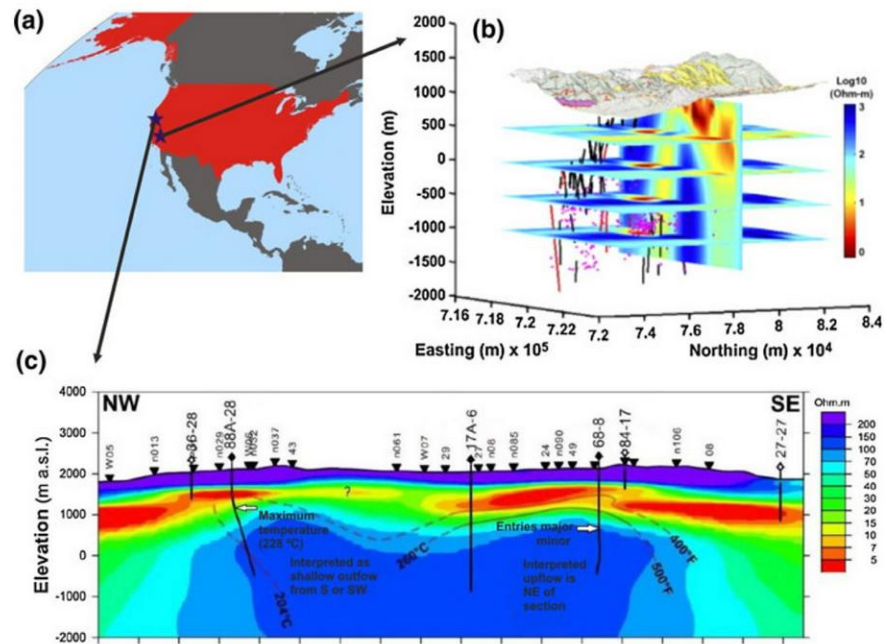 (a)
(b)
2000
1500
1000
500
0
-500
-1000
-1500
-2000
Elevation (m)
Log10
(Ohm-m)
3
2
1
0
7.16
7.18
7.22
7.2
7.4
7.6
7.8
8
8.2
8.4
Easting (m) x 10⁵
Northing (m) x 10⁴
(c)
4000
3000
2000
1000
0
-1000
-2000
Elevation (m a.s.l.)
NW
SE
W05
n013
36-28
n029
88A-28
n032
n037
43
n061
W07
29
17A-6
27
n06
n085
24
n090
49
68-8
84-17
n106
08
27-27
?
Maximum
temperature
(228 °C)
Interpreted as
shallow outflow
from S or SW
204°C
260°C
Entries major
minor
Interpreted
upflow is
NE of
section
400°F
500°F
Ohm.m
200
150
100
70
50
40
30
20
15
10
7
5